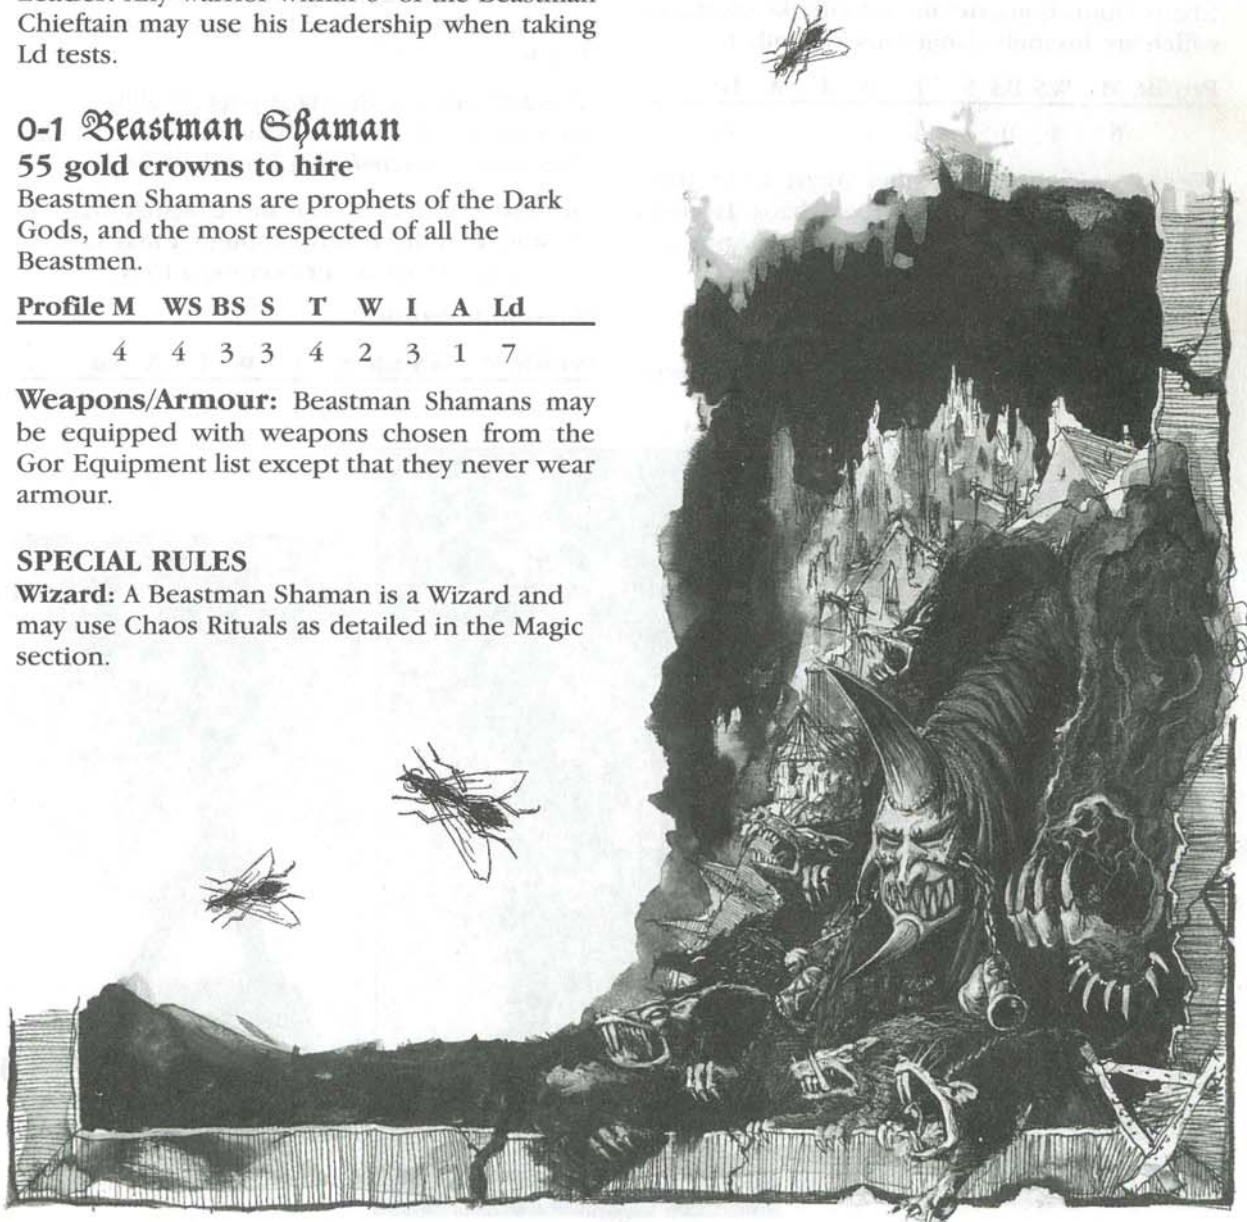 Chieftain may use his Leadership when taking
Ld tests.
0-1 Beastman Shaman
55 gold crowns to hire
Beastmen Shamans are prophets of the Dark
Gods, and the most respected of all the
Beastmen.
Profile M WS BS S T W I A Ld
4 4 3 3 4 2 3 1 7
Weapons/Armour: Beastman Shamans may
be equipped with weapons chosen from the
Gor Equipment list except that they never wear
armour.
SPECIAL RULES
Wizard: A Beastman Shaman is a Wizard and
may use Chaos Rituals as detailed in the Magic
section.